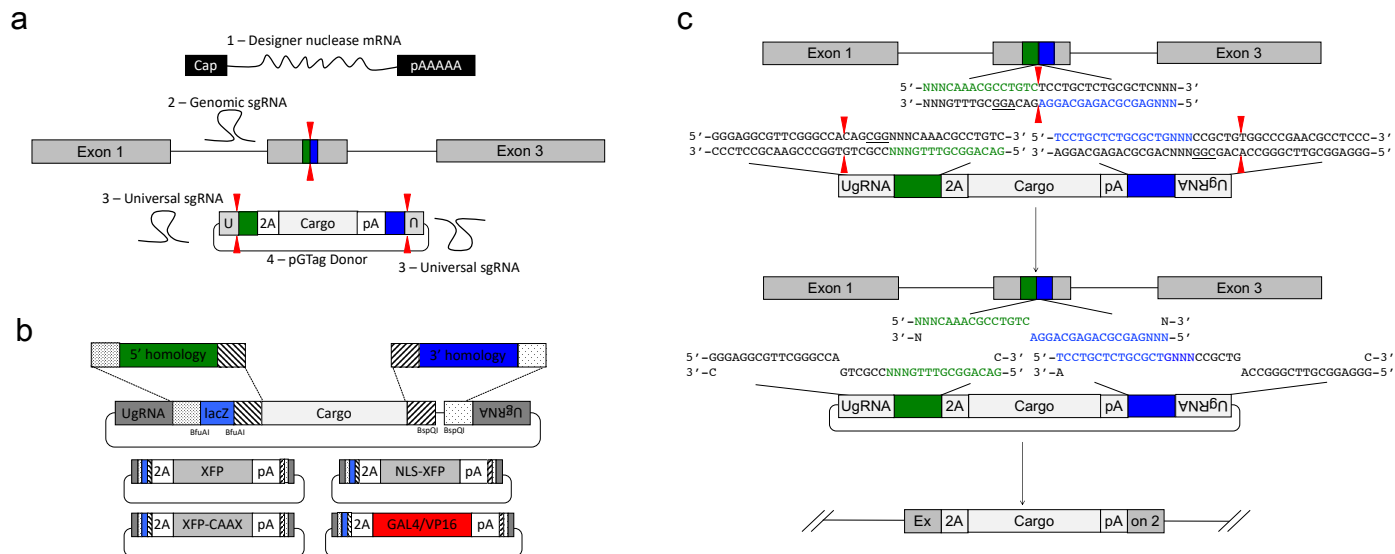 a
1 – Designer nuclease mRNA
Cap
pAAAAA
2 – Genomic sgRNA
Exon 1
Exon 3
3 – Universal sgRNA
U
2A
Cargo
pA
U
4 – pGTag Donor
3 – Universal sgRNA
b
5' homology
3' homology
UgRNA
lacZ
Cargo
UgRNA
BfuAI
BfuAI
BspQI
BspQI
2A
XFP
pA
2A
NLS-XFP
pA
2A
XFP-CAAX
pA
2A
GAL4/VP16
pA
c
Exon 1
Exon 3
5’-NNNCAAACGCCTGTCTCCTGCTCTGCGCTCNNN-3’
3’-NNNGTTTGCGGACAGAGGACGAGACGCGAGNNN-5’
5’-GGGAGGCGTTCGGGCCACAGCGGNNNCAAACGCCTGTC-3’
3’-CCCTCCGCAAGCCCGGTGTCGCCNNNGTTTGCGGACAG-5’
5’-TCCTGCTCTGCGCTGNNNCCGCTGTGGCCCGAACGCCTCCC-3’
3’-AGGACGAGACGCGACNNNGGCGACACCGGGCTTGCGGAGGG-5’
UgRNA
2A
Cargo
pA
UgRNA
Exon 1
Exon 3
5’-NNNCAAACGCCTGTC N-3’
3’-N AGGACGAGACGCGAGNNN-5’
5’-GGGAGGCGTTCGGGCCA C-3’
3’-C GTCGCCNNNGTTTGCGGACAG-5’
5’-TCCTGCTCTGCGCTGNNNCCGCTG C-3’
3’-A ACCGGGCTTGCGGAGGG-5’
UgRNA
2A
Cargo
pA
UgRNA
Ex
2A
Cargo
pA
on 2